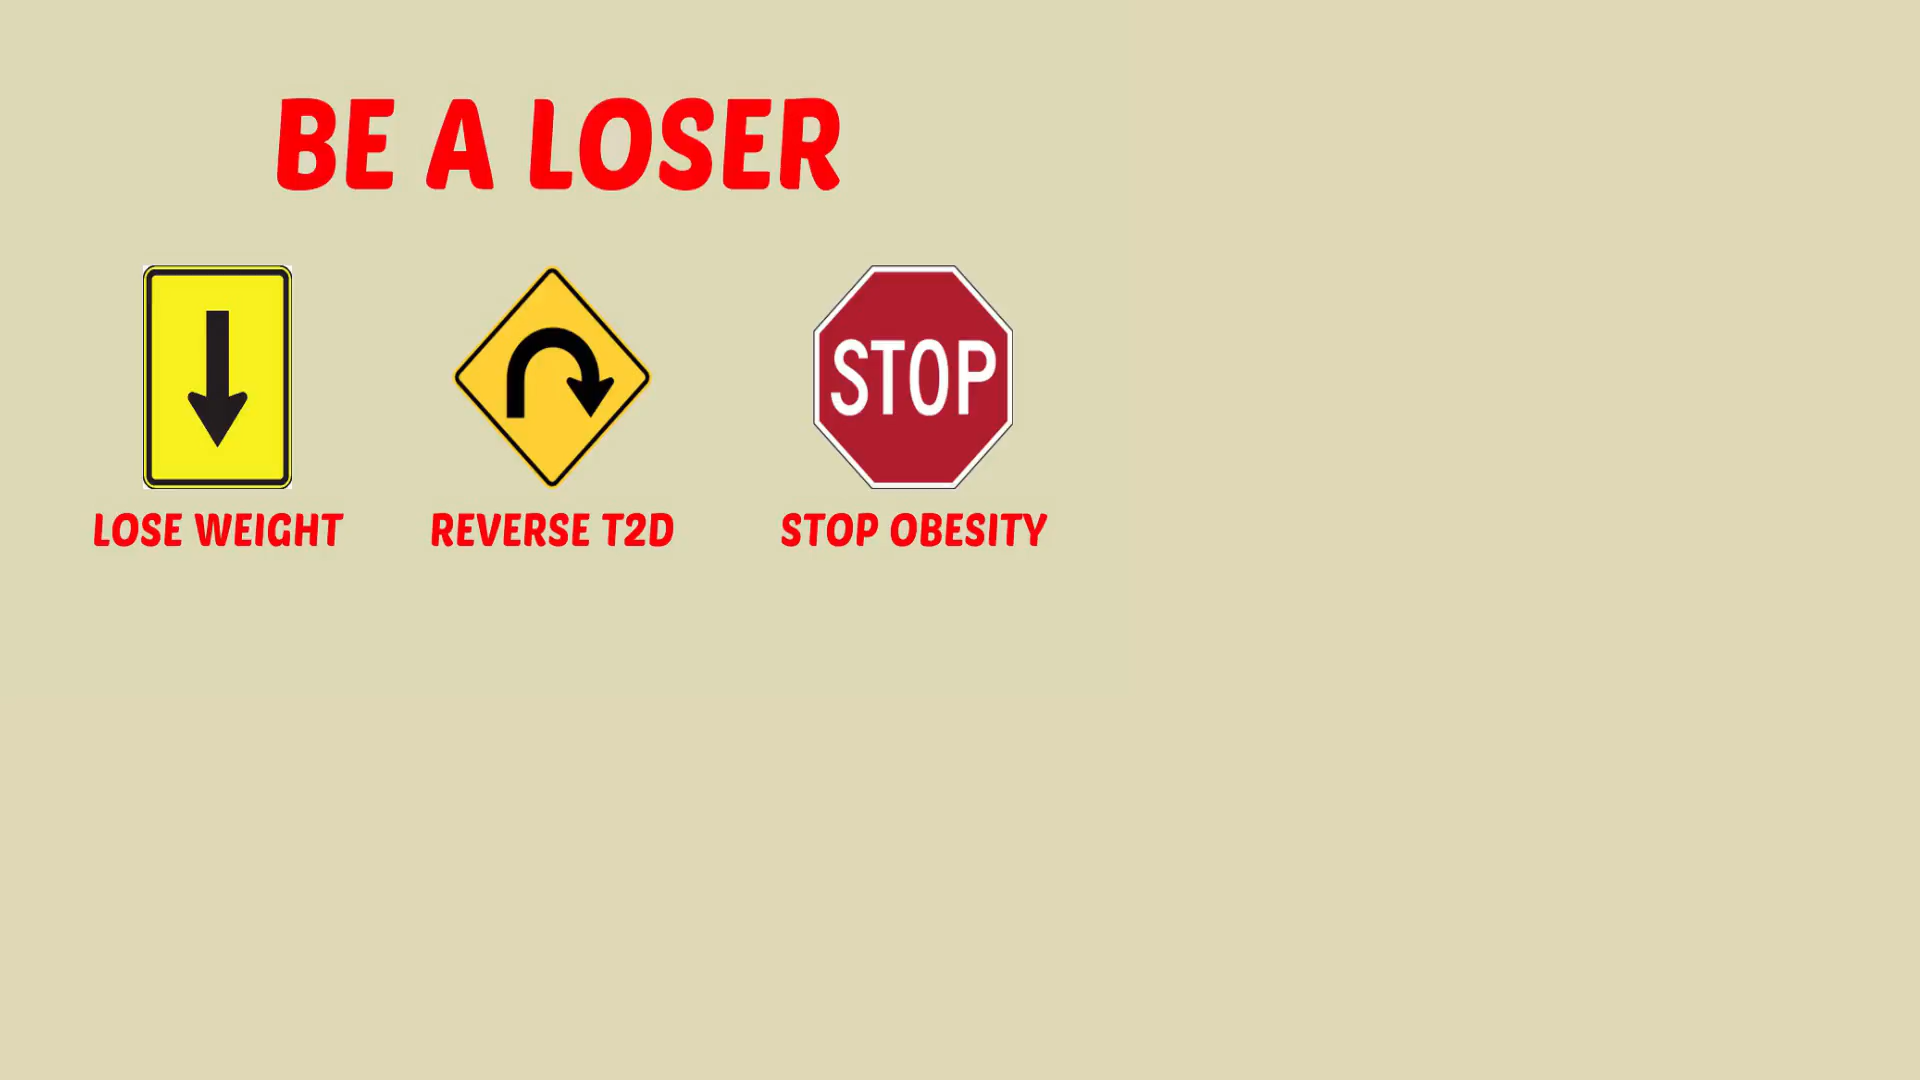 BE A LOSER
STOP
LOSE WEIGHT
REVERSE T2D
STOP OBESITY